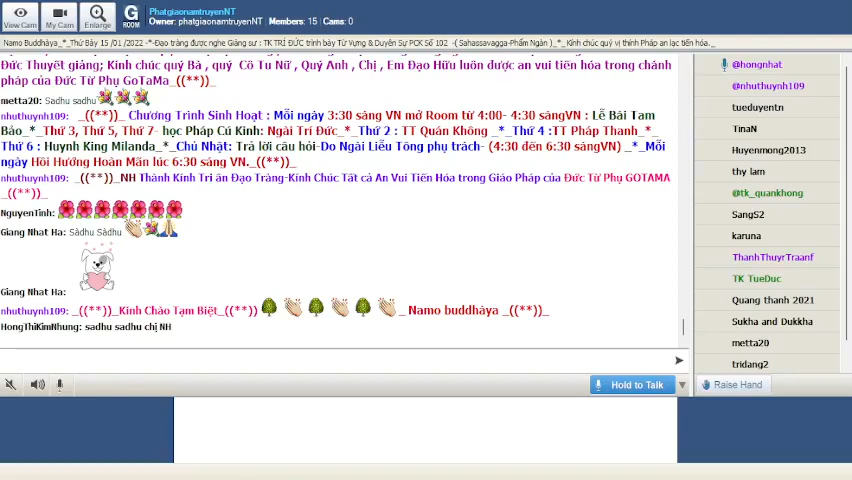 PhatgiaonamtruyenNT
Owner: phatgiaonamtruyenNT Members: 15 Cams: 0
View Cam
My Cam
Enlarge
G
ROOM
Namo Buddhàya_*_Thứ Bảy 15 /01 /2022 -*-Đạo tràng được nghe Giảng sư : TK TRÍ ĐỨC trình bày Từ Vựng & Duyên Sự PCK Số 102 -( Sahassavagga-Phẩm Ngàn )_*_ Kính chúc quý vị thính Pháp an lạc tiến hóa._
Đức Thuyết giảng; Kính chúc quý Bà , quý Cô Tu Nữ , Quý Anh , Chị , Em Đạo Hữu luôn được an vui tiến hóa trong chánh
pháp của Đức Từ Phụ GoTaMa_((**))_
metta20: Sadhu sadhu
nhuthuynh109: _((**))_ Chương Trình Sinh Hoạt : Mỗi ngày 3:30 sáng VN mở Room từ 4:00- 4:30 sángVN : Lễ Bái Tam
Bảo_*_Thứ 3, Thứ 5, Thứ 7- học Pháp Cú Kinh: Ngài Trí Đức_*_Thứ 2 : TT Quán Không _*_Thứ 4 :TT Pháp Thanh_*_
Thứ 6 : Huynh King Milanda_*_Chủ Nhật: Trả lời câu hỏi-Do Ngài Liễu Tông phụ trách- (4:30 đến 6:30 sángVN) _*_Mỗi
ngày Hồi Hướng Hoàn Mãn lúc 6:30 sáng VN._((**))_
nhuthuynh109: _((**))_NH Thành Kính Tri ân Đạo Tràng-Kính Chúc Tất cả An Vui Tiến Hóa trong Giáo Pháp của Đức Từ Phụ GOTAMA
_((**))_
NguyenTinh:
Giang Nhat Ha: Sàdhu Sàdhu
Giang Nhat Ha:
nhuthuynh109: _((**))_Kính Chào Tạm Biệt_((**)) _ Namo buddhàya _((**))_
HongThiKimNhung: sadhu sadhu chị NH
@hongnhat
@nhuthuynh109
tueduyentn
TinaN
Huyenmong2013
thy lam
@tk_quankhong
SangS2
karuna
ThanhThuyrTraanf
TK TueDuc
Quang thanh 2021
Sukha and Dukkha
metta20
tridang2
Hold to Talk
Raise Hand